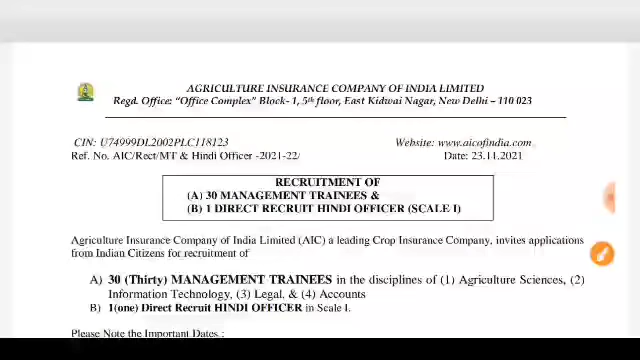 AGRICULTURE INSURANCE COMPANY OF INDIA LIMITED
Regd. Office: "Office Complex" Block- 1, 5th floor, East Kidwai Nagar, New Delhi – 110 023
CIN: U74999DL2002PLC118123 Website: www.aicofindia.com
Ref. No. AIC/Rect/MT & Hindi Officer -2021-22/ Date: 23.11.2021
RECRUITMENT OF
(A) 30 MANAGEMENT TRAINEES &
(B) 1 DIRECT RECRUIT HINDI OFFICER (SCALE I)
Agriculture Insurance Company of India Limited (AIC) a leading Crop Insurance Company, invites applications
from Indian Citizens for recruitment of
A) 30 (Thirty) MANAGEMENT TRAINEES in the disciplines of (1) Agriculture Sciences, (2)
Information Technology, (3) Legal, & (4) Accounts
B) 1(one) Direct Recruit HINDI OFFICER in Scale I.
Please Note the Important Dates :